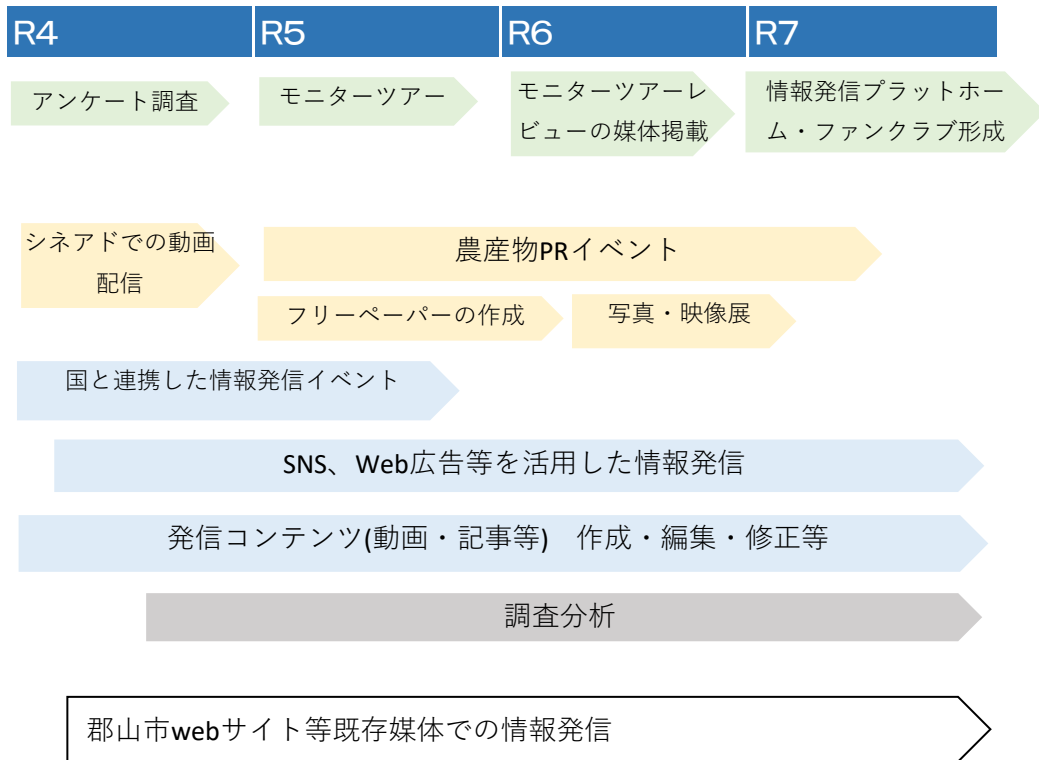 R4
R5
R6
R7
アンケート調査
モニターツアー
モニターツアーレ
ビューの媒体掲載
情報発信プラットホー
ム・ファンクラブ形成
シネアドでの動画
配信
農産物PRイベント
フリーペーパーの作成
写真・映像展
国と連携した情報発信イベント
SNS、Web広告等を活用した情報発信
発信コンテンツ(動画・記事等)　作成・編集・修正等
調査分析
郡山市webサイト等既存媒体での情報発信